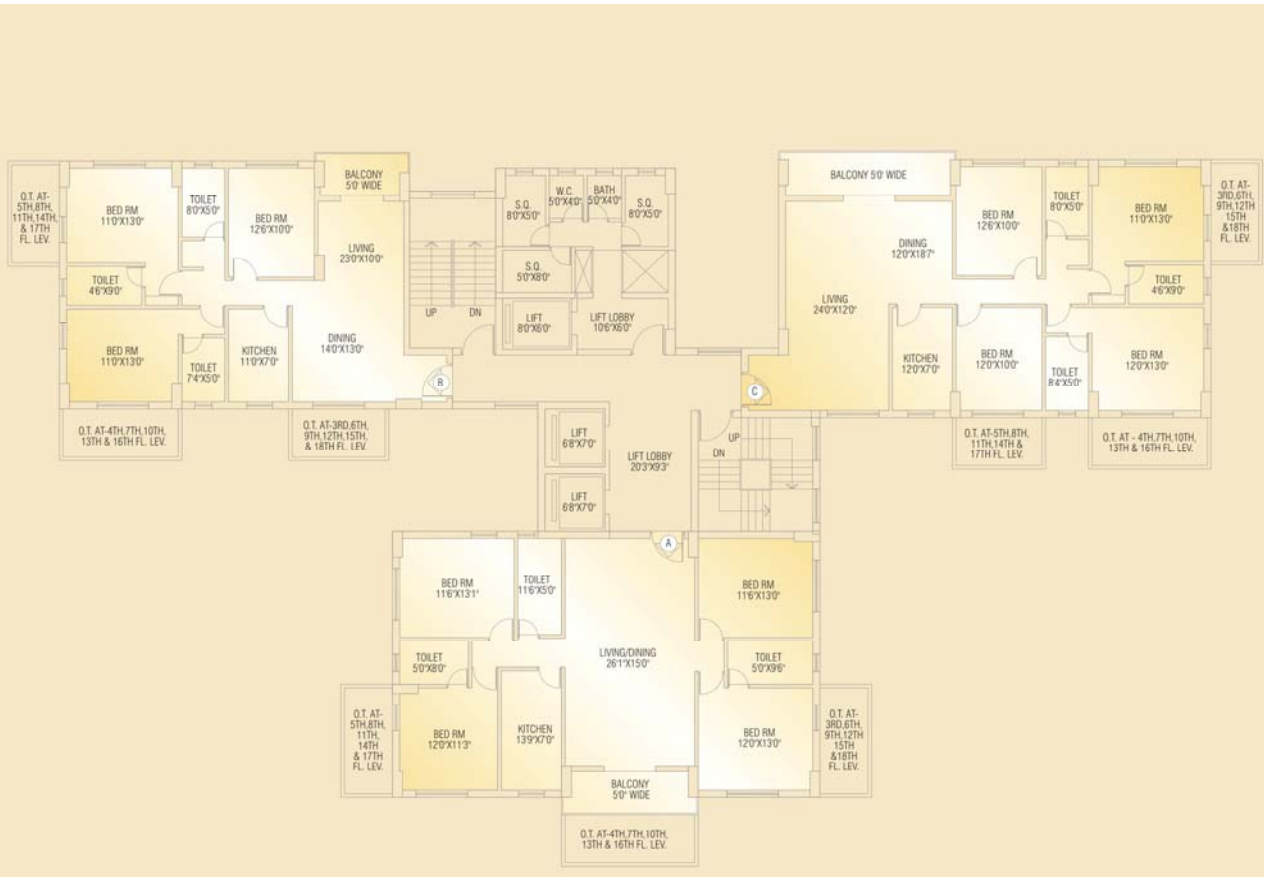 O.T. AT-
5TH,8TH,
11TH,14TH
& 17TH
FL. LEV.
BED RM
11'0"X13'0"
TOILET
8'0"X5'0"
BED RM
12'6"X10'0"
BALCONY
5'0" WIDE
LIVING
23'0"X10'0"
TOILET
4'6"X9'0"
BED RM
11'0"X13'0"
TOILET
7'4"X5'0"
KITCHEN
11'0"X7'0"
DINING
14'0"X13'0"
B
O.T. AT-4TH,7TH,10TH,
13TH & 16TH FL. LEV.
O.T. AT-3RD,6TH,
9TH,12TH,15TH,
& 18TH FL. LEV.
UP
DN
S.Q.
8'0"X5'0"
W.C.
5'0"X4'0"
BATH
5'0"X4'0"
S.Q.
8'0"X5'0"
S.Q.
5'0"X8'0"
LIFT
8'0"X6'0"
LIFT LOBBY
10'6"X6'0"
BALCONY 5'0" WIDE
DINING
12'0"X18'7"
LIVING
24'0"X12'0"
BED RM
12'6"X10'0"
TOILET
8'0"X5'0"
BED RM
11'0"X13'0"
O.T. AT-
3RD,6TH,
9TH,12TH
15TH
&18TH
FL. LEV.
TOILET
4'6"X9'0"
KITCHEN
12'0"X7'0"
BED RM
12'0"X10'0"
TOILET
8'4"X5'0"
BED RM
12'0"X13'0"
C
O.T. AT-5TH,8TH,
11TH,14TH &
17TH FL. LEV.
O.T. AT - 4TH,7TH,10TH,
13TH & 16TH FL. LEV.
LIFT
6'8"X7'0"
LIFT
6'8"X7'0"
LIFT LOBBY
20'3"X9'3"
UP
DN
A
BED RM
11'6"X13'1"
TOILET
11'6"X5'0"
LIVING/DINING
26'1"X15'0"
BED RM
11'6"X13'0"
TOILET
5'0"X8'0"
TOILET
5'0"X9'6"
O.T. AT-
5TH,8TH,
11TH,
14TH
& 17TH
FL. LEV.
BED RM
12'0"X11'3"
KITCHEN
13'9"X7'0"
BED RM
12'0"X13'0"
O.T. AT-
3RD,6TH,
9TH,12TH
15TH
&18TH
FL. LEV.
BALCONY
5'0" WIDE
O.T. AT-4TH,7TH,10TH,
13TH & 16TH FL. LEV.